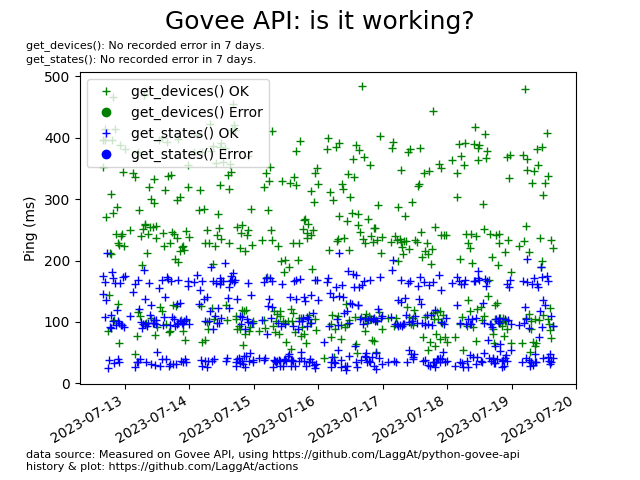 Govee API: is it working?
get_devices(): No recorded error in 7 days.
get_states(): No recorded error in 7 days.
500
400
300
200
100
0
Ping (ms)
get_devices() OK
get_devices() Error
get_states() OK
get_states() Error
2023-07-13
2023-07-14
2023-07-15
2023-07-16
2023-07-17
2023-07-18
2023-07-19
2023-07-20
data source: Measured on Govee API, using https://github.com/LaggAt/python-govee-api
history & plot: https://github.com/LaggAt/actions